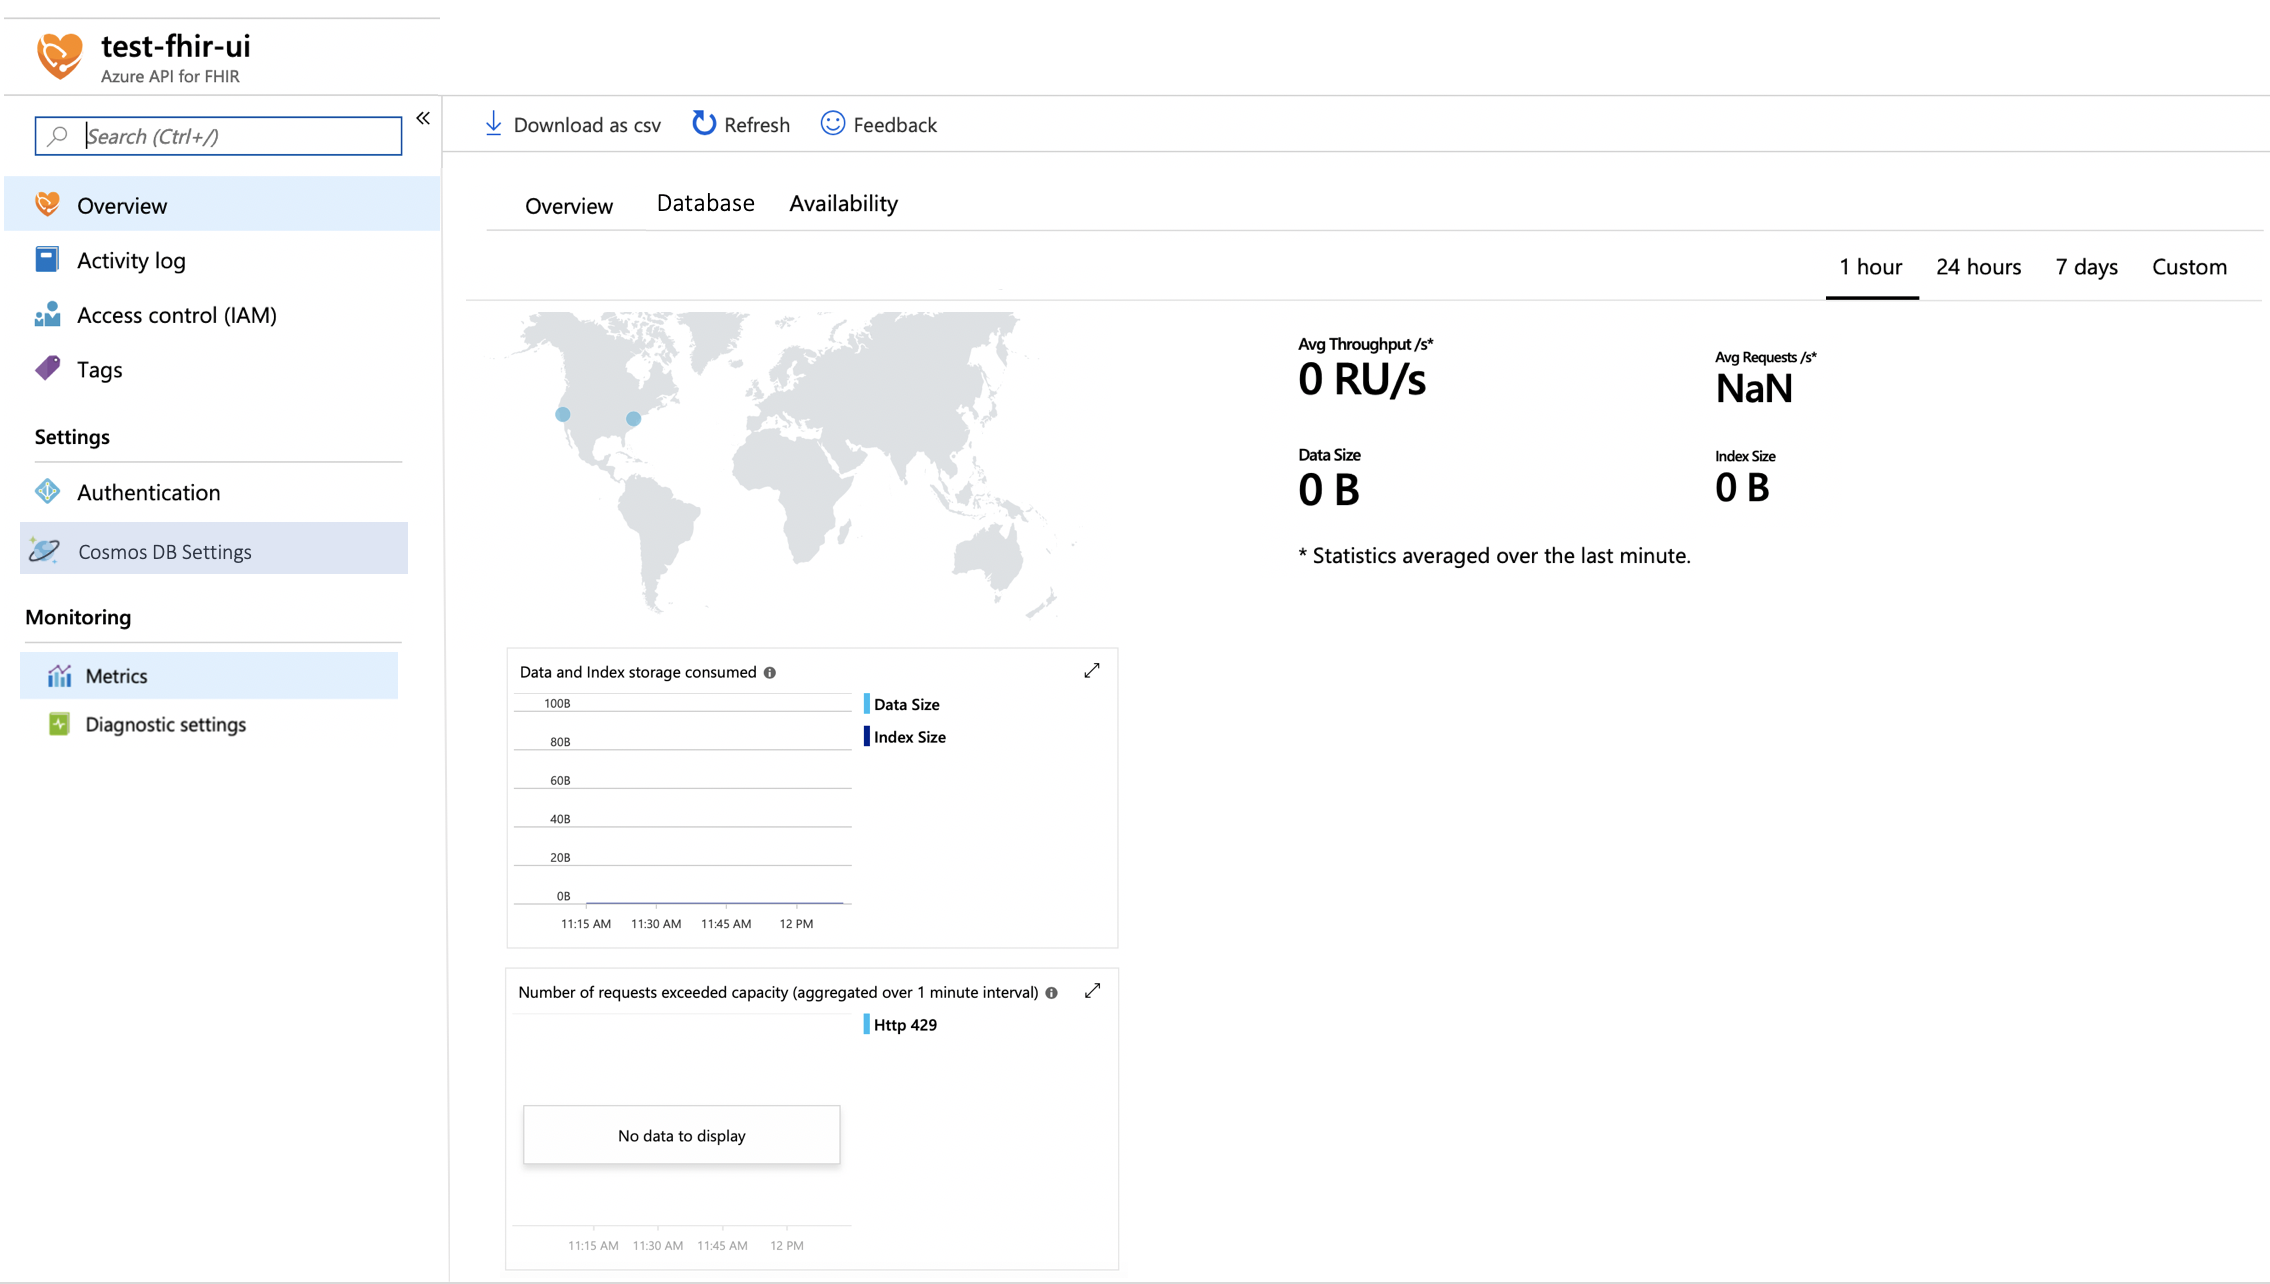 test-fhir-ui
Azure API for FHIR
Search (Ctrl+/)
«
Overview
Activity log
Access control (IAM)
Tags
Settings
Authentication
Cosmos DB Settings
Monitoring
Metrics
Diagnostic settings
Download as csv Refresh Feedback
Overview Database Availability
1 hour 24 hours 7 days Custom
Avg Throughput /s*
0 RU/s
Avg Requests /s*
NaN
Data Size
0 B
Index Size
0 B
* Statistics averaged over the last minute.
Data and Index storage consumed
100B
80B
60B
40B
20B
0B
11:15 AM 11:30 AM 11:45 AM 12 PM
Data Size
Index Size
Number of requests exceeded capacity (aggregated over 1 minute interval)
Http 429
No data to display
11:15 AM 11:30 AM 11:45 AM 12 PM